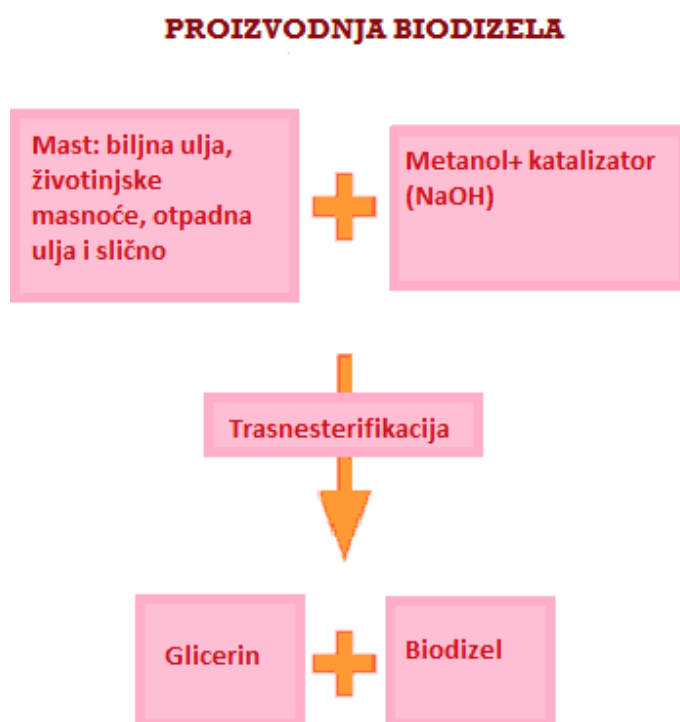 PROIZVODNJA BIODIZELA
Mast: biljna ulja,
životinjske
masnoće, otpadna
ulja i slično
Metanol+ katalizator
(NaOH)
Trasnesterifikacija
Glicerin
Biodizel